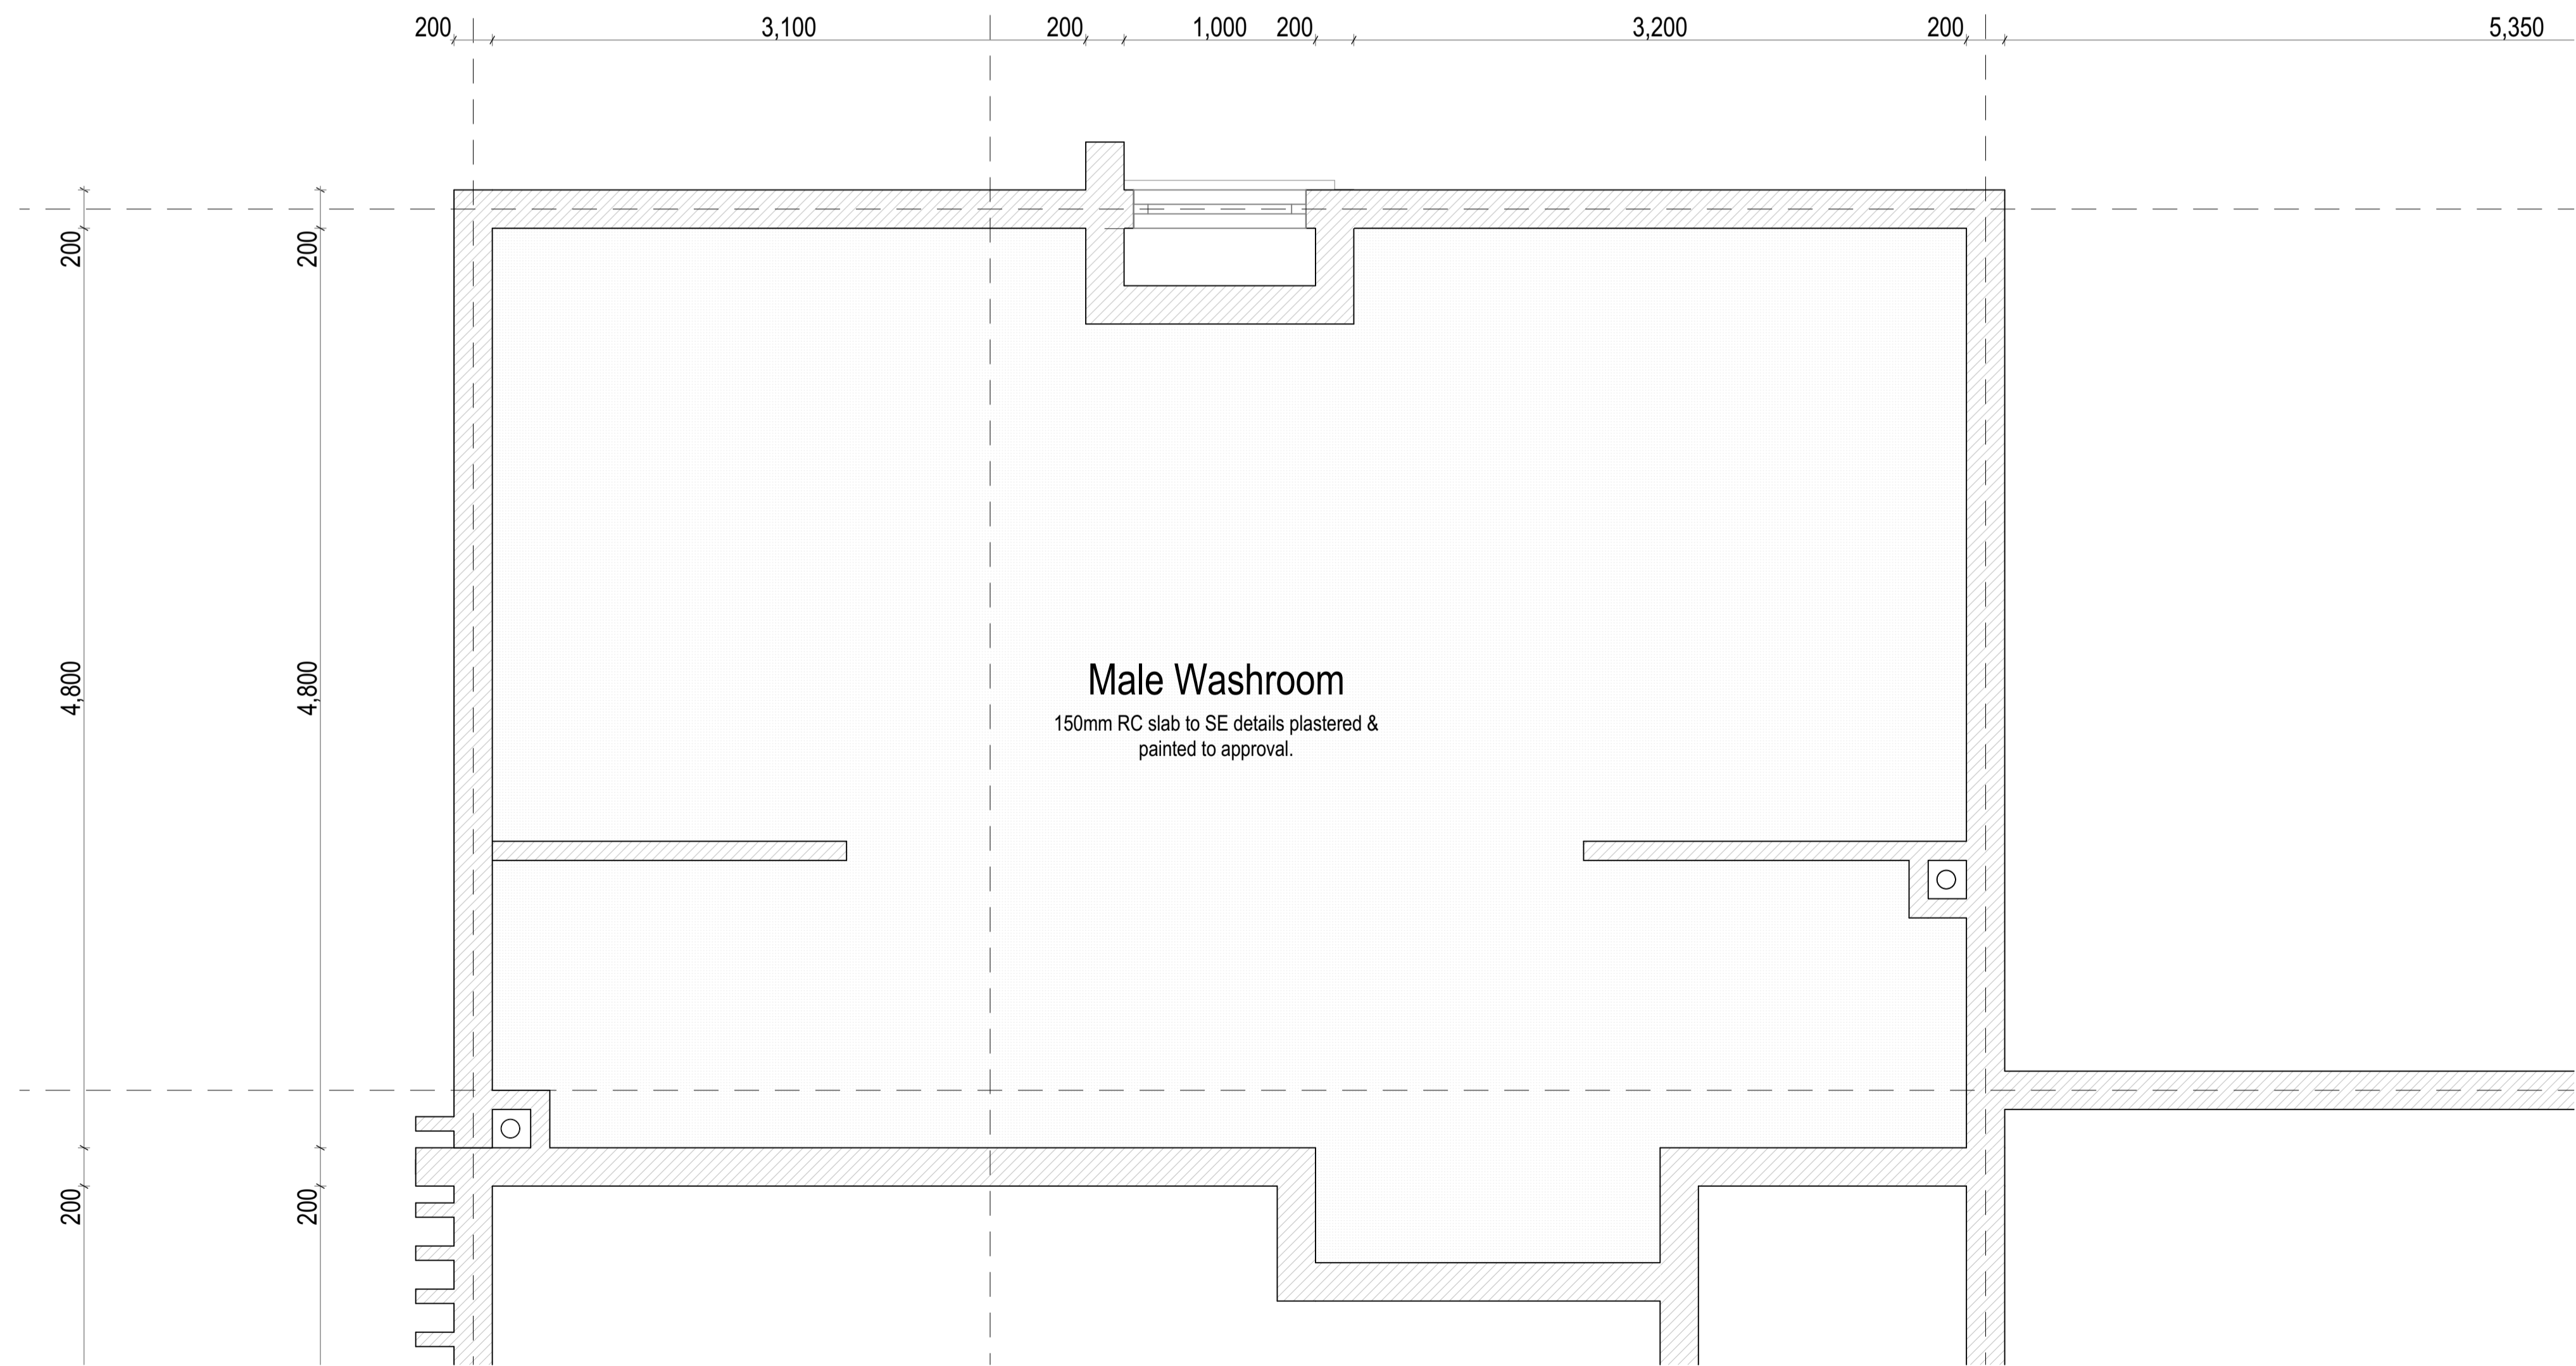 200 3,100 200 1,000 200 3,200 200 5,350
200 200
4,800 4,800
Male Washroom
150mm RC slab to SE details plastered &
painted to approval.
200 200